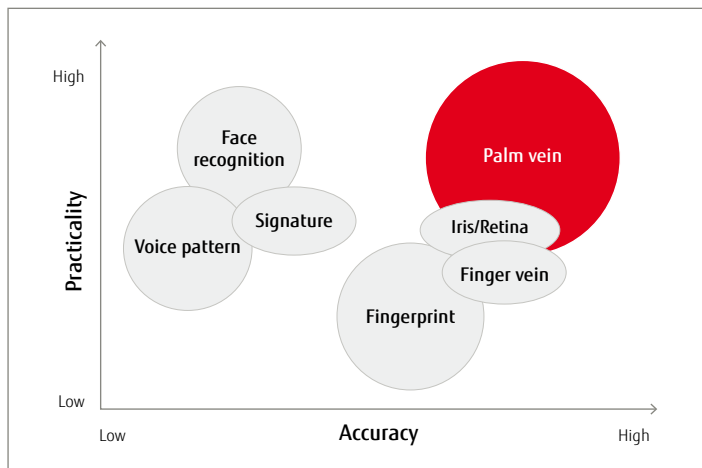 High
Face
recognition
Palm vein
Practicality
Signature
Iris/Retina
Voice pattern
Finger vein
Fingerprint
Low
Low
Accuracy
High